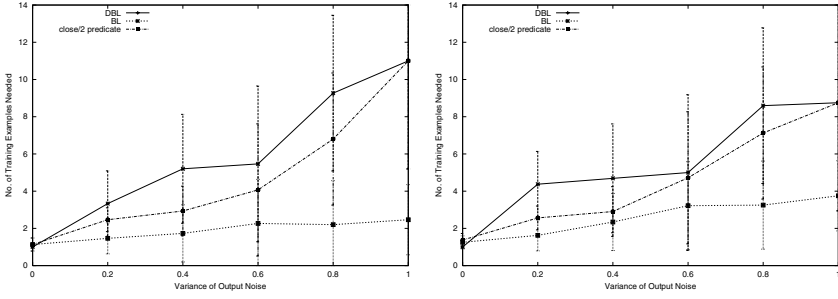 14
12
10
8
6
4
2
0
No. of Training Examples Needed
DBL
BL
close/2 predicate
0 0.2 0.4 0.6 0.8 1
Variance of Output Noise
14
12
10
8
6
4
2
0
No. of Training Examples Needed
DBL
BL
close/2 predicate
0 0.2 0.4 0.6 0.8 1
Variance of Output Noise